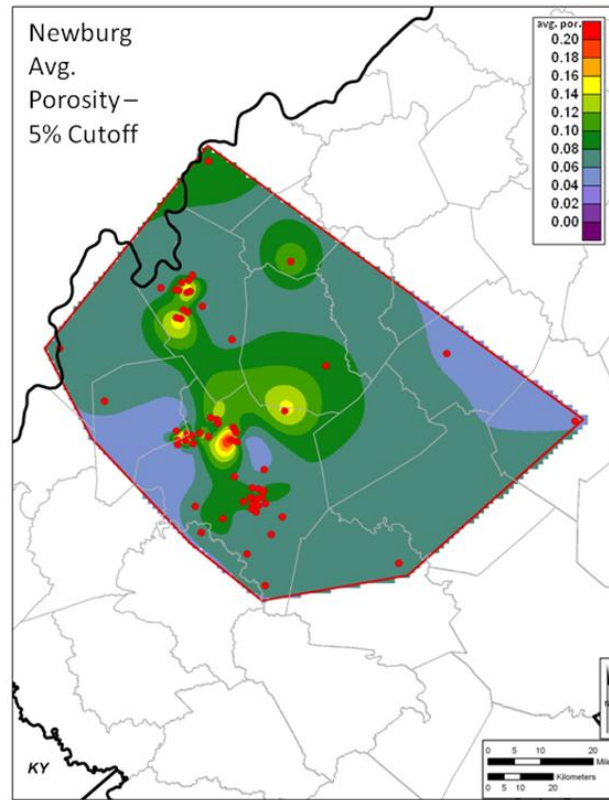 Newburg
Avg.
Porosity –
5% Cutoff
avg. por.
0.20
0.18
0.16
0.14
0.12
0.10
0.08
0.06
0.04
0.02
0.00
KY
0 5 10 20
Mile
0 5 10 20
Kilometers